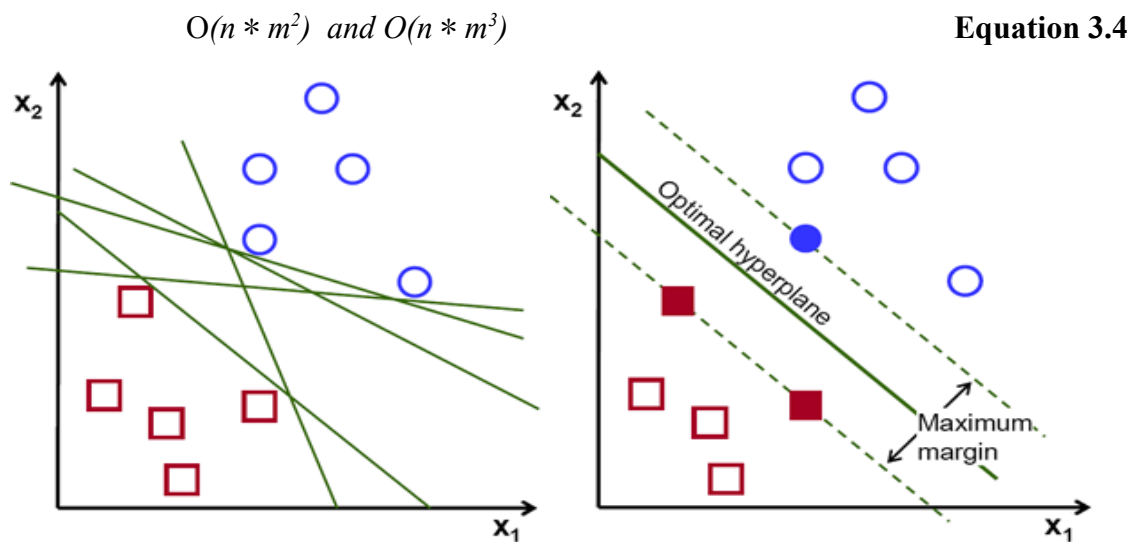 O(n * m²) and O(n * m³) Equation 3.4
x₂
x₁
x₂
Optimal hyperplane
Maximum
margin
x₁